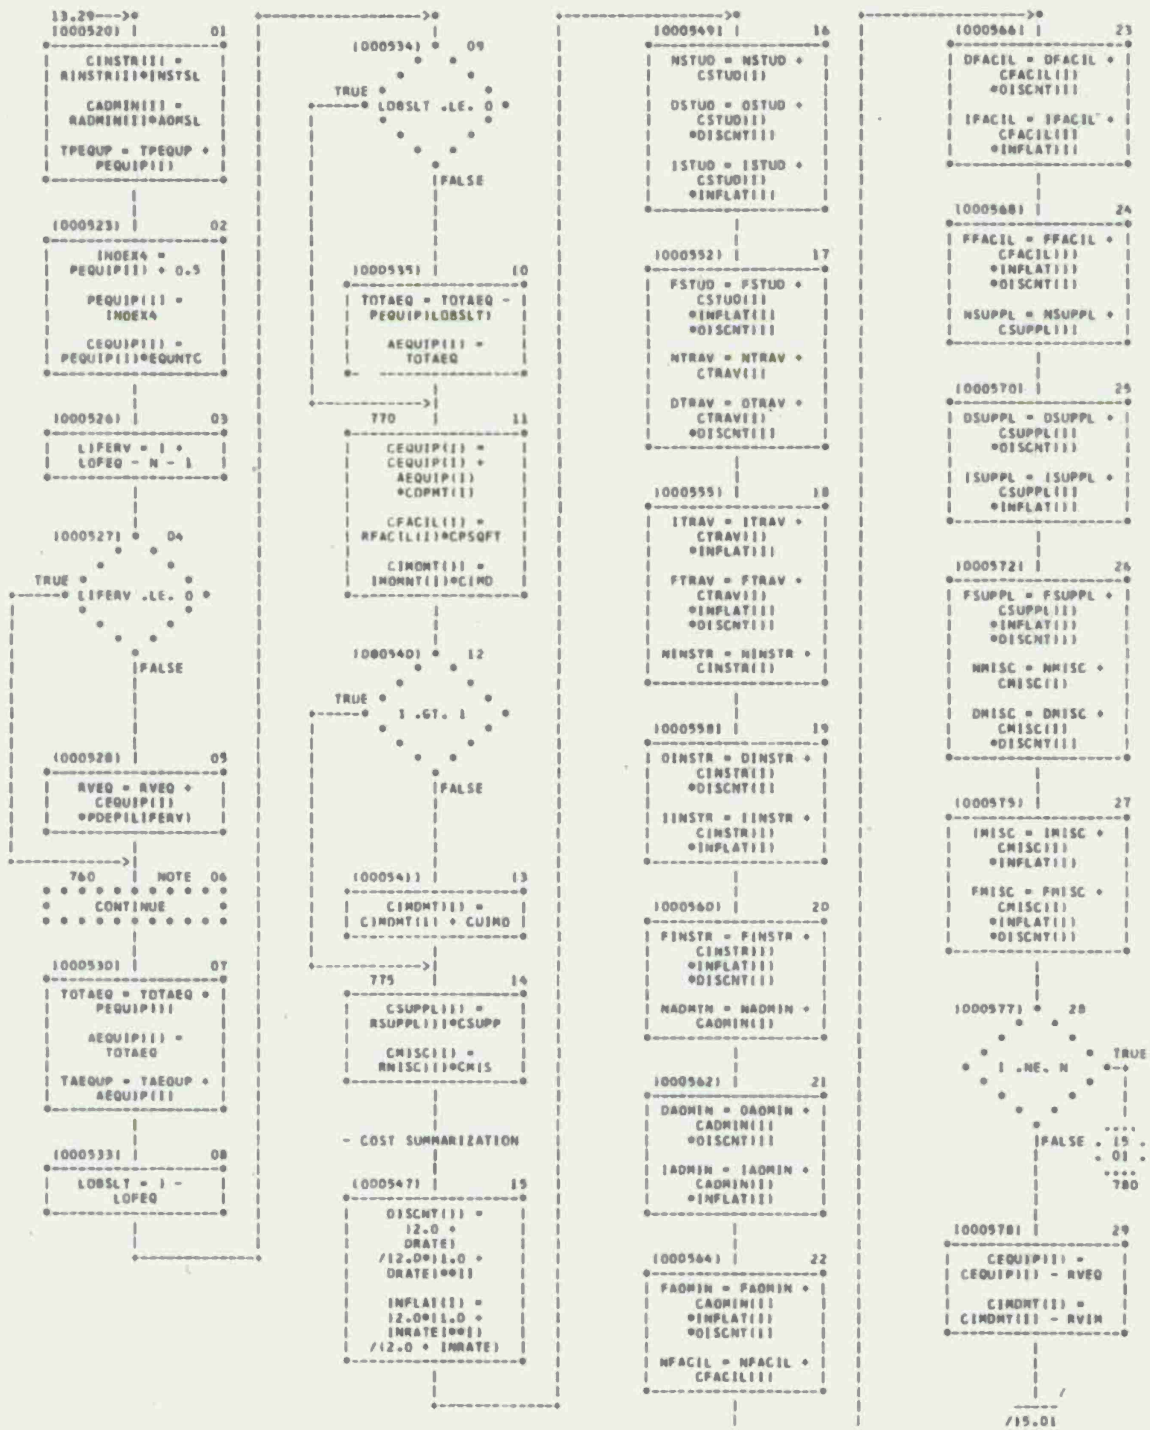 13.29--->
(000520) 01
CINSTR(I) =
RINSTR(I)*INSTSL
CADMIN(I) =
RADMIN(I)*ADMSL
TPEQUP = TPEQUP +
PEQUIP(I)
(000523) 02
INDEX4 =
PEQUIP(I) + 0.5
PEQUIP(I) =
INDEX4
CEQUIP(I) =
PEQUIP(I)*EQUNTC
(000526) 03
LIFERV = I +
LOFEQ - N - 1
(000527) 04
TRUE
LIFERV .LE. 0
FALSE
(000528) 05
RVEQ = RVEQ +
CEQUIP(I)
*PDEP(LIFERV)
760 NOTE 06
CONTINUE
(000530) 07
TOTAEQ = TOTAEQ +
PEQUIP(I)
AEQUIP(I) =
TOTAEQ
TAEQUP = TAEQUP +
AEQUIP(I)
(000533) 08
LOBSLT = I -
LOFEQ
(000534) 09
TRUE
LOBSLT .LE. 0
FALSE
(000535) 10
TOTAEQ = TOTAEQ -
PEQUIP(LOBSLT)
AEQUIP(I) =
TOTAEQ
770 11
CEQUIP(I) =
CEQUIP(I) +
AEQUIP(I)
*COPMT(I)
CFACIL(I) =
RFACIL(I)*CPSQFT
CIMDMT(I) =
IMDMNT(I)*CIMD
(000540) 12
TRUE
I .GT. 1
FALSE
(000541) 13
CIMDMT(I) =
CIMDMT(I) + CUIMD
775 14
CSUPPL(I) =
RSUPPL(I)*CSUPP
CMISC(I) =
RMISC(I)*CMIS
- COST SUMMARIZATION
(000547) 15
DISCNT(I) =
(2.0 +
DRATE)
/(2.0*(1.0 +
DRATE)**I)
INFLAT(I) =
(2.0*(1.0 +
INRATE)**I)
/(2.0 + INRATE)
(000549) 16
NSTUD = NSTUD +
CSTUD(I)
DSTUD = DSTUD +
CSTUD(I)
*DISCNT(I)
ISTUD = ISTUD +
CSTUD(I)
*INFLAT(I)
(000552) 17
FSTUD = FSTUD +
CSTUD(I)
*INFLAT(I)
*DISCNT(I)
NTRAV = NTRAV +
CTRAV(I)
DTRAV = DTRAV +
CTRAV(I)
*DISCNT(I)
(000555) 18
ITRAV = ITRAV +
CTRAV(I)
*INFLAT(I)
FTRAV = FTRAV +
CTRAV(I)
*INFLAT(I)
*DISCNT(I)
NINSTR = NINSTR +
CINSTR(I)
(000558) 19
DINSTR = DINSTR +
CINSTR(I)
*DISCNT(I)
IINSTR = IINSTR +
CINSTR(I)
*INFLAT(I)
(000560) 20
FINSTR = FINSTR +
CINSTR(I)
*INFLAT(I)
*DISCNT(I)
NADMIN = NADMIN +
CADMIN(I)
(000562) 21
DADMIN = DADMIN +
CADMIN(I)
*DISCNT(I)
IADMIN = IADMIN +
CADMIN(I)
*INFLAT(I)
(000564) 22
FADMIN = FADMIN +
CADMIN(I)
*INFLAT(I)
*DISCNT(I)
NFACIL = NFACIL +
CFACIL(I)
(000566) 23
DFACIL = DFACIL +
CFACIL(I)
*DISCNT(I)
IFACIL = IFACIL +
CFACIL(I)
*INFLAT(I)
(000568) 24
FFACIL = FFACIL +
CFACIL(I)
*INFLAT(I)
*DISCNT(I)
NSUPPL = NSUPPL +
CSUPPL(I)
(000570) 25
DSUPPL = DSUPPL +
CSUPPL(I)
*DISCNT(I)
ISUPPL = ISUPPL +
CSUPPL(I)
*INFLAT(I)
(000572) 26
FSUPPL = FSUPPL +
CSUPPL(I)
*INFLAT(I)
*DISCNT(I)
NMISC = NMISC +
CMISC(I)
DMISC = DMISC +
CMISC(I)
*DISCNT(I)
(000575) 27
IMISC = IMISC +
CMISC(I)
*INFLAT(I)
FMISC = FMISC +
CMISC(I)
*INFLAT(I)
*DISCNT(I)
(000577) 28
TRUE
I .NE. N
FALSE . 15 .
. 01 .
780
(000578) 29
CEQUIP(I) =
CEQUIP(I) - RVEQ
CIMDMT(I) =
CIMDMT(I) - RVIM
/15.01